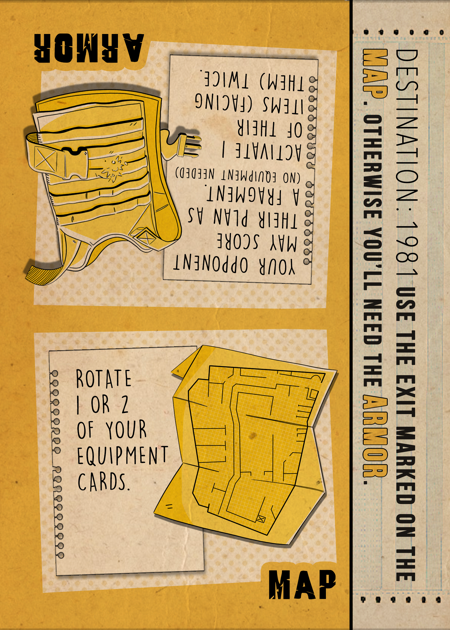 ARMOR
YOUR OPPONENT
MAY SCORE
THEIR PLAN AS
A FRAGMENT.
(NO EQUIPMENT NEEDED)
ACTIVATE 1
OF THEIR
ITEMS (FACING
THEM) TWICE.
ROTATE
1 OR 2
OF YOUR
EQUIPMENT
CARDS.
MAP
DESTINATION: 1981 USE THE EXIT MARKED ON THE
MAP. OTHERWISE YOU'LL NEED THE ARMOR.